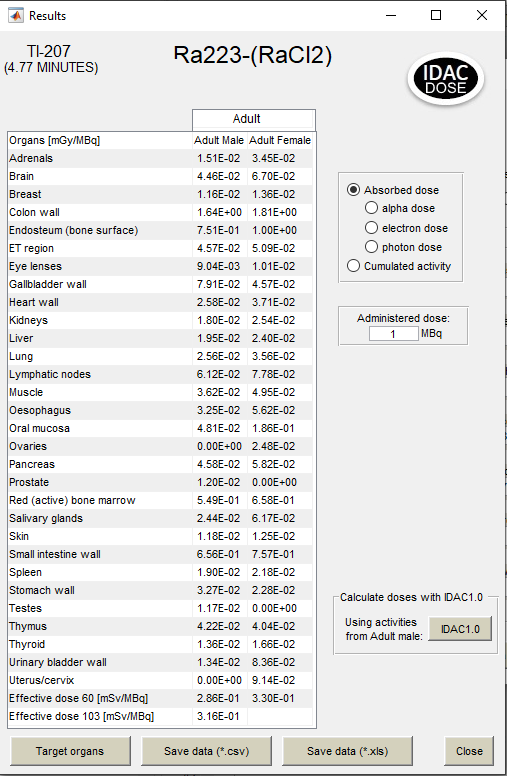 Results
Tl-207
(4.77 MINUTES)
Ra223-(RaCl2)
IDAC
DOSE
Adult
Organs [mGy/MBq] Adult Male Adult Female
Adrenals 1.51E-02 3.45E-02
Brain 4.46E-02 6.70E-02
Breast 1.16E-02 1.36E-02
Colon wall 1.64E+00 1.81E+00
Endosteum (bone surface) 7.51E-01 1.00E+00
ET region 4.57E-02 5.09E-02
Eye lenses 9.04E-03 1.01E-02
Gallbladder wall 7.91E-02 4.57E-02
Heart wall 2.58E-02 3.71E-02
Kidneys 1.80E-02 2.54E-02
Liver 1.95E-02 2.40E-02
Lung 2.56E-02 3.56E-02
Lymphatic nodes 6.12E-02 7.78E-02
Muscle 3.62E-02 4.95E-02
Oesophagus 3.25E-02 5.62E-02
Oral mucosa 4.81E-02 1.86E-01
Ovaries 0.00E+00 2.48E-02
Pancreas 4.58E-02 5.82E-02
Prostate 1.20E-02 0.00E+00
Red (active) bone marrow 5.49E-01 6.58E-01
Salivary glands 2.44E-02 6.17E-02
Skin 1.18E-02 1.25E-02
Small intestine wall 6.56E-01 7.57E-01
Spleen 1.90E-02 2.18E-02
Stomach wall 3.27E-02 2.28E-02
Testes 1.17E-02 0.00E+00
Thymus 4.22E-02 4.04E-02
Thyroid 1.36E-02 1.66E-02
Urinary bladder wall 1.34E-02 8.36E-02
Uterus/cervix 0.00E+00 9.14E-02
Effective dose 60 [mSv/MBq] 2.86E-01 3.30E-01
Effective dose 103 [mSv/MBq] 3.16E-01
Absorbed dose
alpha dose
electron dose
photon dose
Cumulated activity
Administered dose:
1 MBq
Calculate doses with IDAC1.0
Using activities
from Adult male:
IDAC1.0
Target organs
Save data (*.csv)
Save data (*.xls)
Close